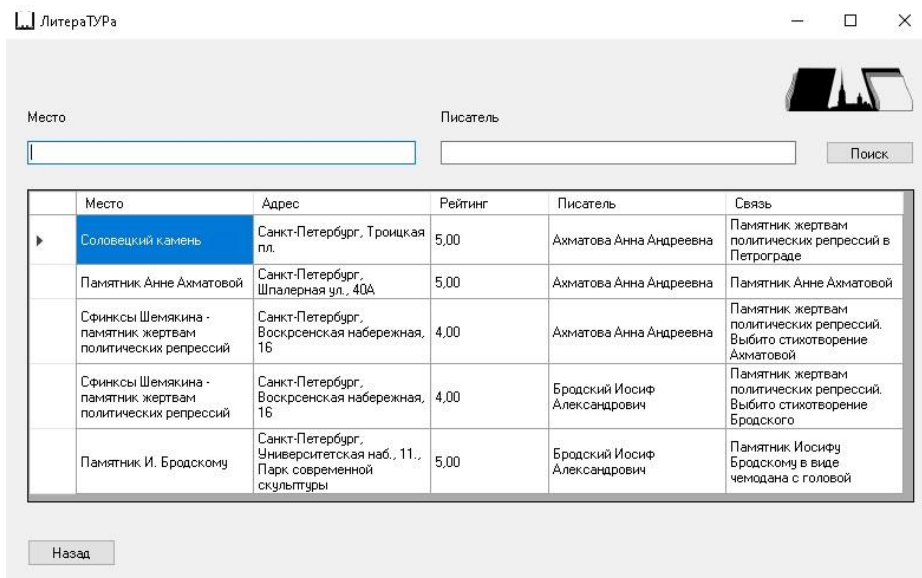 ЛитераТУРа
Место
Писатель
Поиск
Место Адрес Рейтинг Писатель Связь
Соловецкий камень
Санкт-Петербург, Троицкая
пл.
5,00
Ахматова Анна Андреевна
Памятник жертвам
политических репрессий в
Петрограде
Памятник Анне Ахматовой
Санкт-Петербург,
Шпалерная ул., 40А
5,00
Ахматова Анна Андреевна
Памятник Анне Ахматовой
Сфинксы Шемякина -
памятник жертвам
политических репрессий
Санкт-Петербург,
Воскрсенская набережная,
16
4,00
Ахматова Анна Андреевна
Памятник жертвам
политических репрессий.
Выбито стихотворение
Ахматовой
Сфинксы Шемякина -
памятник жертвам
политических репрессий
Санкт-Петербург,
Воскрсенская набережная,
16
4,00
Бродский Иосиф
Александрович
Памятник жертвам
политических репрессий.
Выбито стихотворение
Бродского
Памятник И. Бродскому
Санкт-Петербург,
Университетская наб., 11.,
Парк современной
скульптуры
5,00
Бродский Иосиф
Александрович
Памятник Иосифу
Бродскому в виде
чемодана с головой
Назад